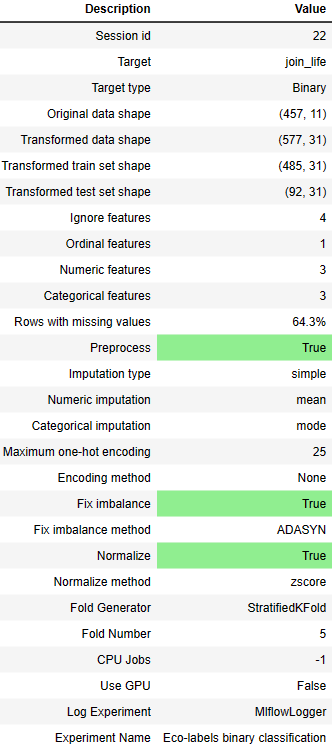 Description Value
Session id 22
Target join_life
Target type Binary
Original data shape (457, 11)
Transformed data shape (577, 31)
Transformed train set shape (485, 31)
Transformed test set shape (92, 31)
Ignore features 4
Ordinal features 1
Numeric features 3
Categorical features 3
Rows with missing values 64.3%
Preprocess True
Imputation type simple
Numeric imputation mean
Categorical imputation mode
Maximum one-hot encoding 25
Encoding method None
Fix imbalance True
Fix imbalance method ADASYN
Normalize True
Normalize method zscore
Fold Generator StratifiedKFold
Fold Number 5
CPU Jobs -1
Use GPU False
Log Experiment MlflowLogger
Experiment Name Eco-labels binary classification